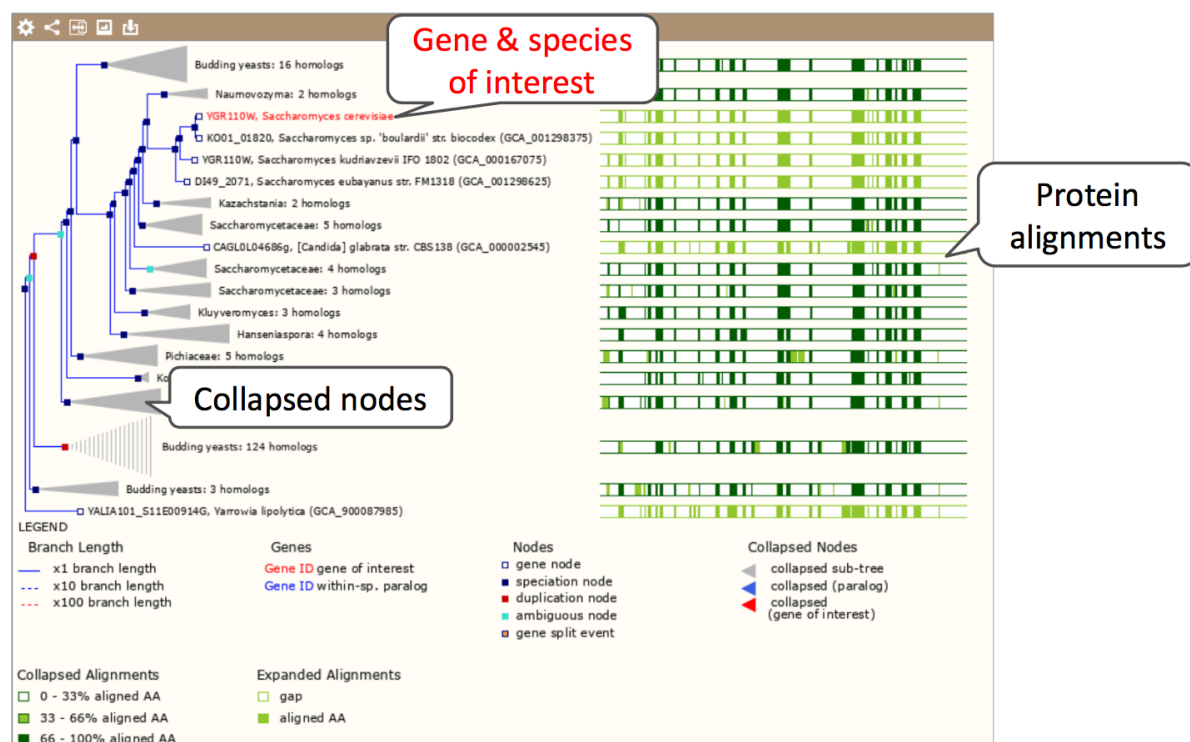 Gene & species
of interest
Budding yeasts: 16 homologs
Naumovozyma: 2 homologs
YGR110W, Saccharomyces cerevisiae
KO01_01820, Saccharomyces sp. 'boulardii' str. biocodex (GCA_001298375)
YGR110W, Saccharomyces kudriavzevii IFO 1802 (GCA_000167075)
DI49_2071, Saccharomyces eubayanus str. FM1318 (GCA_001298625)
Kazachstania: 2 homologs
Saccharomycetaceae: 5 homologs
CAGL0L04686g, [Candida] glabrata str. CBS138 (GCA_000002545)
Saccharomycetaceae: 4 homologs
Saccharomycetaceae: 3 homologs
Kluyveromyces: 3 homologs
Hanseniaspora: 4 homologs
Pichiaceae: 5 homologs
Protein
alignments
Collapsed nodes
Budding yeasts: 124 homologs
Budding yeasts: 3 homologs
YALIA101_S11E00914G, Yarrowia lipolytica (GCA_900087985)
LEGEND
Branch Length
x1 branch length
x10 branch length
x100 branch length
Genes
Gene ID gene of interest
Gene ID within-sp. paralog
Nodes
gene node
speciation node
duplication node
ambiguous node
gene split event
Collapsed Nodes
collapsed sub-tree
collapsed (paralog)
collapsed
(gene of interest)
Collapsed Alignments
0 - 33% aligned AA
33 - 66% aligned AA
66 - 100% aligned AA
Expanded Alignments
gap
aligned AA